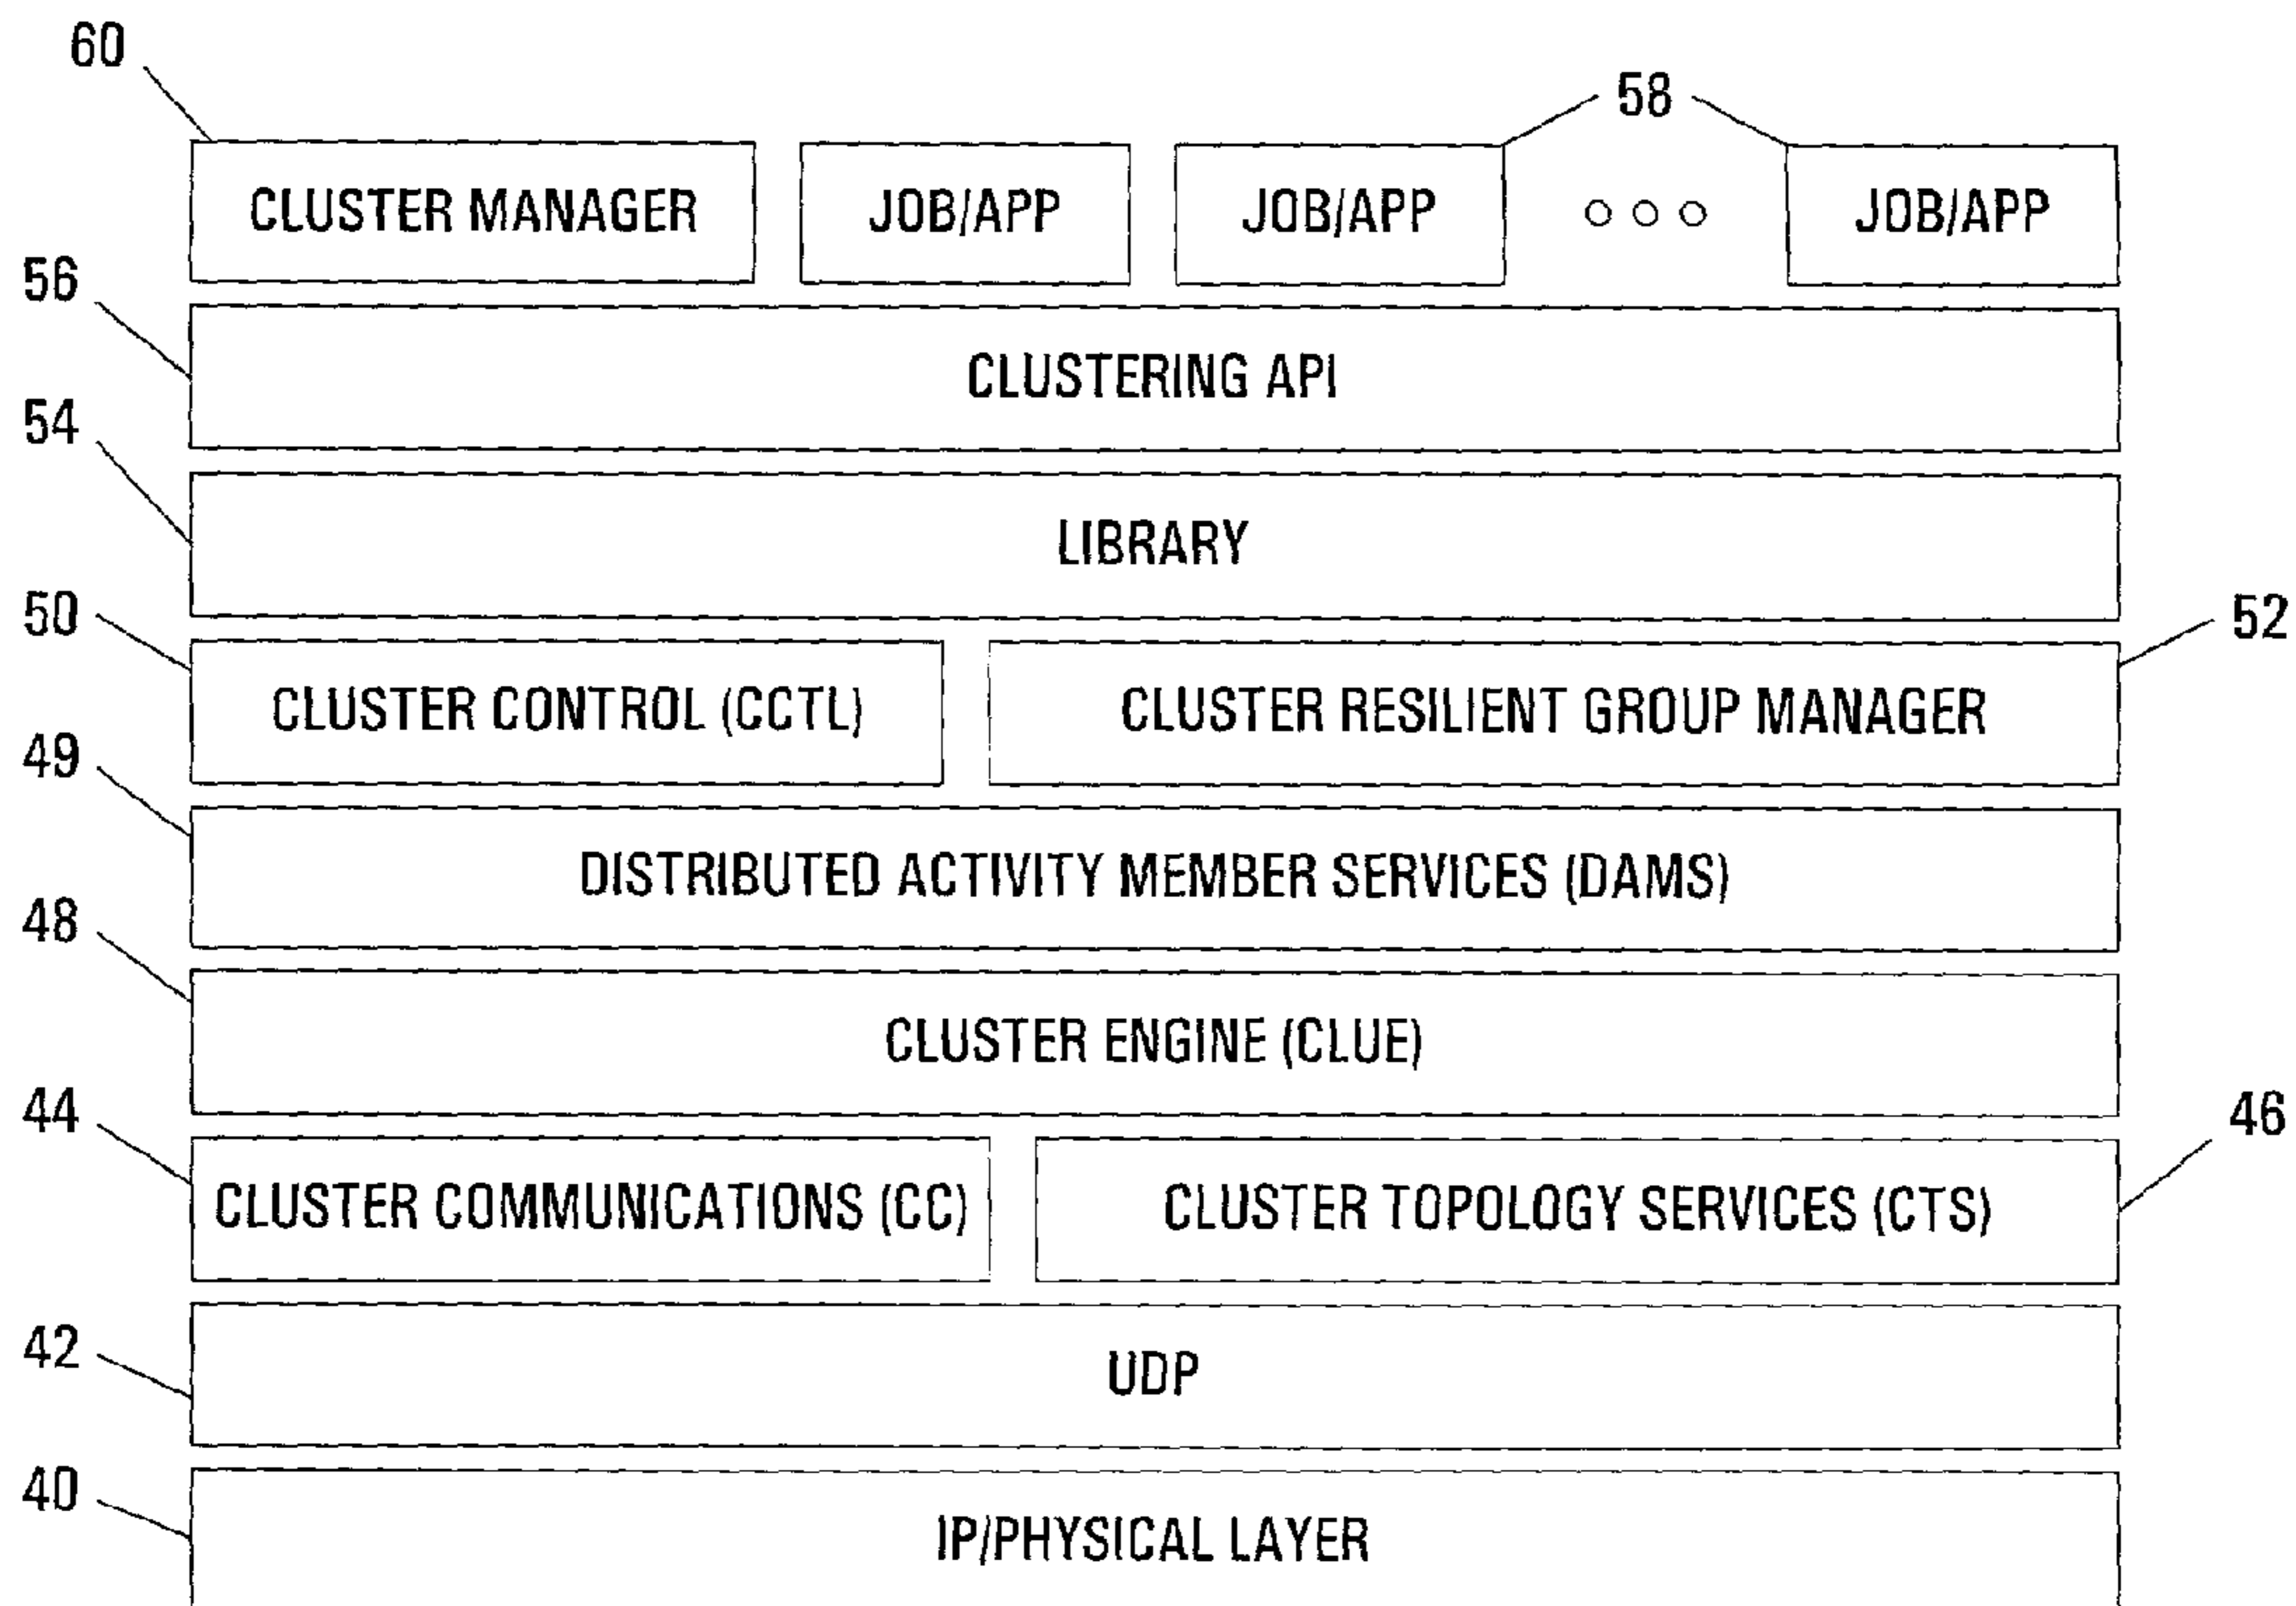 60
58
CLUSTER MANAGER JOB/APP JOB/APP JOB/APP
56
CLUSTERING API
54
LIBRARY
50
52
CLUSTER CONTROL (CCTL) CLUSTER RESILIENT GROUP MANAGER
49
DISTRIBUTED ACTIVITY MEMBER SERVICES (DAMS)
48
CLUSTER ENGINE (CLUE)
44
46
CLUSTER COMMUNICATIONS (CC) CLUSTER TOPOLOGY SERVICES (CTS)
42
UDP
40
IP/PHYSICAL LAYER